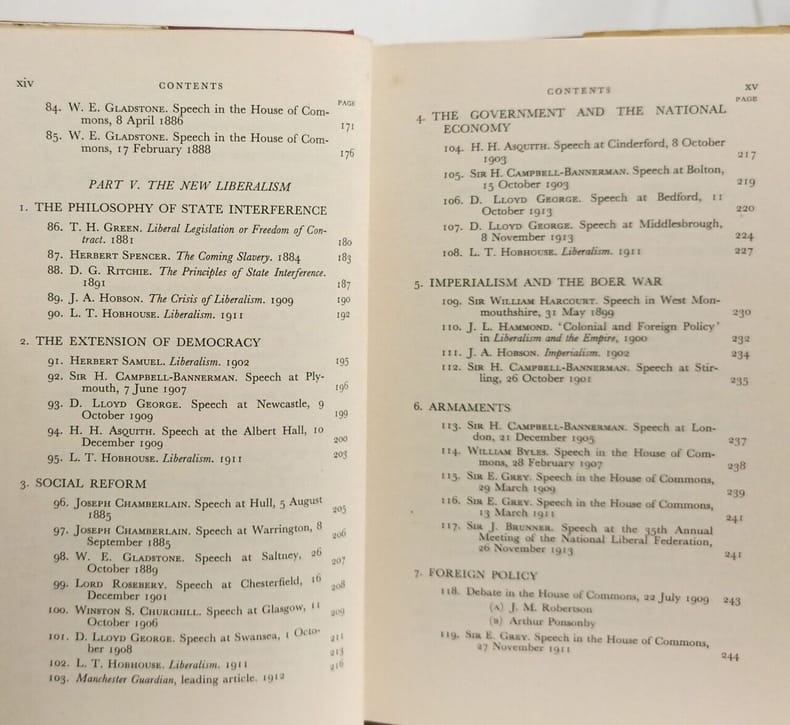 xiv
CONTENTS
PAGE
84. W. E. GLADSTONE. Speech in the House of Com-
mons, 8 April 1886 171
85. W. E. GLADSTONE. Speech in the House of Com-
mons, 17 February 1888 176
PART V. THE NEW LIBERALISM
1. THE PHILOSOPHY OF STATE INTERFERENCE
86. T. H. GREEN. Liberal Legislation or Freedom of Con-
tract. 1881 180
87. HERBERT SPENCER. The Coming Slavery. 1884 183
88. D. G. RITCHIE. The Principles of State Interference.
1891 187
89. J. A. HOBSON. The Crisis of Liberalism. 1909 190
90. L. T. HOBHOUSE. Liberalism. 1911 192
2. THE EXTENSION OF DEMOCRACY
91. HERBERT SAMUEL. Liberalism. 1902 195
92. SIR H. CAMPBELL-BANNERMAN. Speech at Ply-
mouth, 7 June 1907 196
93. D. LLOYD GEORGE. Speech at Newcastle, 9
October 1909 199
94. H. H. ASQUITH. Speech at the Albert Hall, 10
December 1909 200
95. L. T. HOBHOUSE. Liberalism. 1911 203
3. SOCIAL REFORM
96. JOSEPH CHAMBERLAIN. Speech at Hull, 5 August
1885 205
97. JOSEPH CHAMBERLAIN. Speech at Warrington, 8
September 1885 206
98. W. E. GLADSTONE. Speech at Saltney, 26
October 1889 207
99. LORD ROSEBERY. Speech at Chesterfield, 16
December 1901 208
100. WINSTON S. CHURCHILL. Speech at Glasgow, 11
October 1906 209
101. D. LLOYD GEORGE. Speech at Swansea, 1 Octo-
ber 1908 211
102. L. T. HOBHOUSE. Liberalism. 1911 213
103. Manchester Guardian, leading article. 1912 216
CONTENTS
xv
PAGE
4. THE GOVERNMENT AND THE NATIONAL
ECONOMY
104. H. H. ASQUITH. Speech at Cinderford, 8 October
1903 217
105. SIR H. CAMPBELL-BANNERMAN. Speech at Bolton,
15 October 1903 219
106. D. LLOYD GEORGE. Speech at Bedford, 11
October 1913 220
107. D. LLOYD GEORGE. Speech at Middlesbrough,
8 November 1913 224
108. L. T. HOBHOUSE. Liberalism. 1911 227
5. IMPERIALISM AND THE BOER WAR
109. SIR WILLIAM HARCOURT. Speech in West Mon-
mouthshire, 31 May 1899 230
110. J. L. HAMMOND. 'Colonial and Foreign Policy'
in Liberalism and the Empire, 1900 232
111. J. A. HOBSON. Imperialism. 1902 234
112. SIR H. CAMPBELL-BANNERMAN. Speech at Stir-
ling, 26 October 1901 235
6. ARMAMENTS
113. SIR H. CAMPBELL-BANNERMAN. Speech at Lon-
don, 21 December 1905 237
114. WILLIAM BYLES. Speech in the House of Com-
mons, 28 February 1907 238
115. SIR E. GREY. Speech in the House of Commons,
29 March 1909 239
116. SIR E. GREY. Speech in the House of Commons,
13 March 1911 241
117. SIR J. BRUNNER. Speech at the 35th Annual
Meeting of the National Liberal Federation,
26 November 1913 241
7. FOREIGN POLICY
118. Debate in the House of Commons, 22 July 1909 243
(A) J. M. Robertson
(B) Arthur Ponsonby
119. SIR E. GREY. Speech in the House of Commons,
27 November 1911 244